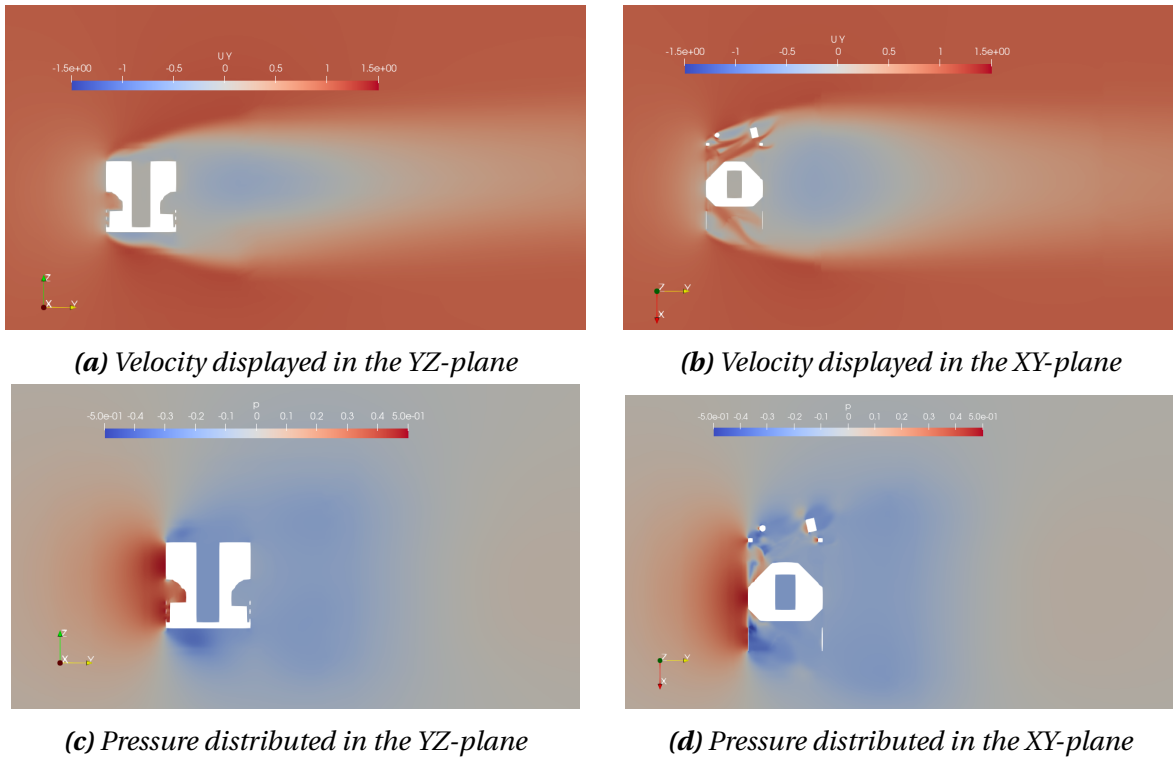 U Y
-1.5e+00 -1 -0.5 0 0.5 1 1.5e+00
Z
X Y
(a) Velocity displayed in the YZ-plane
U Y
-1.5e+00 -1 -0.5 0 0.5 1 1.5e+00
Z Y
X
(b) Velocity displayed in the XY-plane
p
-5.0e-01 -0.4 -0.3 -0.2 -0.1 0 0.1 0.2 0.3 0.4 5.0e-01
Z
X Y
(c) Pressure distributed in the YZ-plane
p
-5.0e-01 -0.4 -0.3 -0.2 -0.1 0 0.1 0.2 0.3 0.4 5.0e-01
Z Y
X
(d) Pressure distributed in the XY-plane